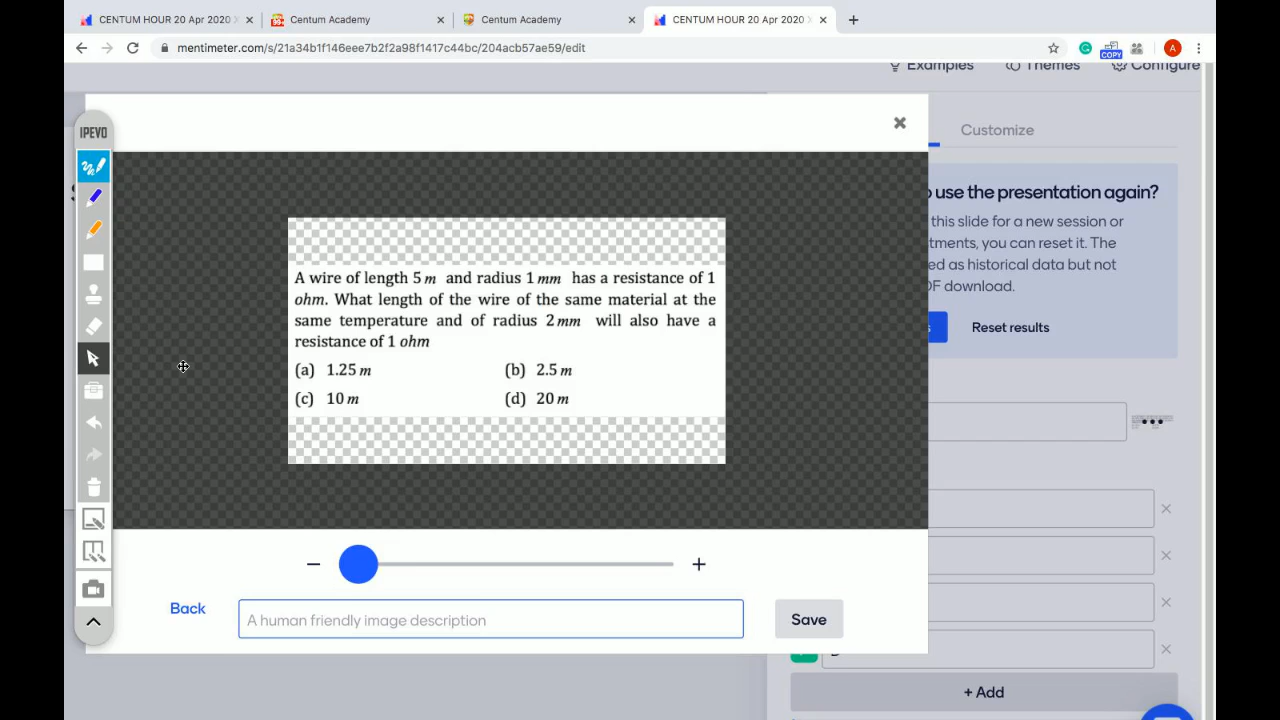 CENTUM HOUR 20 Apr 2020
Centum Academy
Centum Academy
CENTUM HOUR 20 Apr 2020
mentimeter.com/s/21a34b1f146eee7b2f2a98f1417c44bc/204acb57ae59/edit
COPY
A
Examples
Themes
Configure
IPEVO
Customize
use the presentation again?
this slide for a new session or
you can reset it. The
as historical data but not
download.
Reset results
A wire of length 5 m and radius 1 mm has a resistance of 1
ohm. What length of the wire of the same material at the
same temperature and of radius 2 mm will also have a
resistance of 1 ohm
(a) 1.25 m (b) 2.5 m
(c) 10 m (d) 20 m
Back
A human friendly image description
Save
+ Add